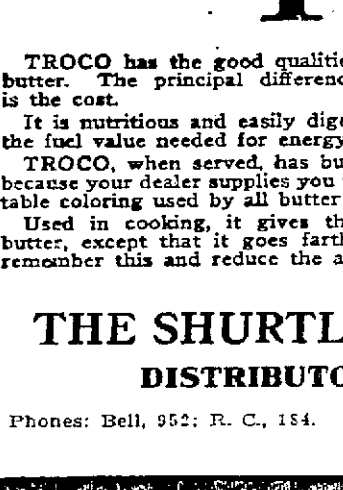 TROCO has the good qualitie
butter. The principal differenc
is the cost.
It is nutritious and easily dige
the fuel value needed for energy
TROCO, when served, has bu
because your dealer supplies you
table coloring used by all butter
Used in cooking, it gives th
butter, except that it goes farth
remember this and reduce the a
THE SHURTL
DISTRIBUTO
Phones: Bell, 952; R. C., 184.